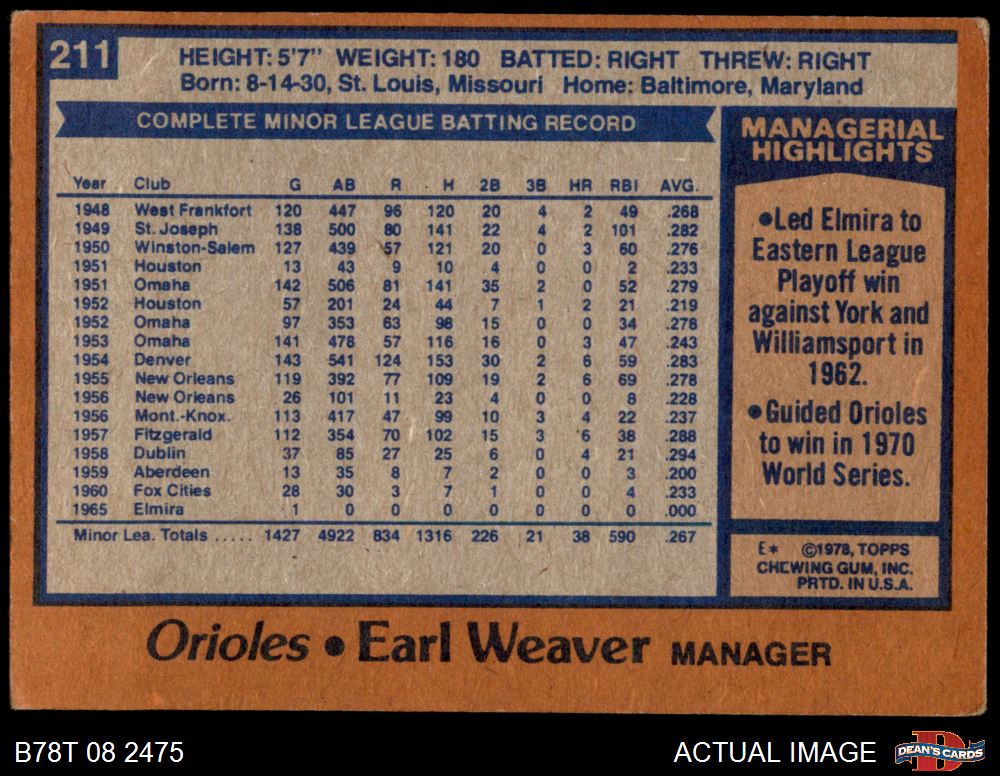 211
HEIGHT: 5'7" WEIGHT: 180 BATTED: RIGHT THREW: RIGHT
Born: 8-14-30, St. Louis, Missouri Home: Baltimore, Maryland
COMPLETE MINOR LEAGUE BATTING RECORD
Year Club G AB R H 2B 3B HR RBI AVG.
1948 West Frankfort 120 447 96 120 20 4 2 49 .268
1949 St. Joseph 138 500 80 141 22 4 2 101 .282
1950 Winston-Salem 127 439 57 121 20 0 3 60 .276
1951 Houston 13 43 9 10 4 0 0 2 .233
1951 Omaha 142 506 81 141 35 2 0 52 .279
1952 Houston 57 201 24 44 7 1 2 21 .219
1952 Omaha 97 353 63 98 15 0 0 34 .278
1953 Omaha 141 478 57 116 16 0 3 47 .243
1954 Denver 143 541 124 153 30 2 6 59 .283
1955 New Orleans 119 392 77 109 19 2 6 69 .278
1956 New Orleans 26 101 11 23 4 0 0 8 .228
1956 Mont.-Knox. 113 417 47 99 10 3 4 22 .237
1957 Fitzgerald 112 354 70 102 15 3 6 38 .288
1958 Dublin 37 85 27 25 6 0 4 21 .294
1959 Aberdeen 13 35 8 7 2 0 0 3 .200
1960 Fox Cities 28 30 3 7 1 0 0 4 .233
1965 Elmira 1 0 0 0 0 0 0 0 .000
Minor Lea. Totals ..... 1427 4922 834 1316 226 21 38 590 .267
MANAGERIAL
HIGHLIGHTS
•Led Elmira to
Eastern League
Playoff win
against York and
Williamsport in
1962.
•Guided Orioles
to win in 1970
World Series.
E* ©1978, TOPPS
CHEWING GUM, INC.
PRTD. IN U.S.A.
Orioles • Earl Weaver MANAGER
B78T 08 2475
ACTUAL IMAGE
D
DEAN'S CARDS